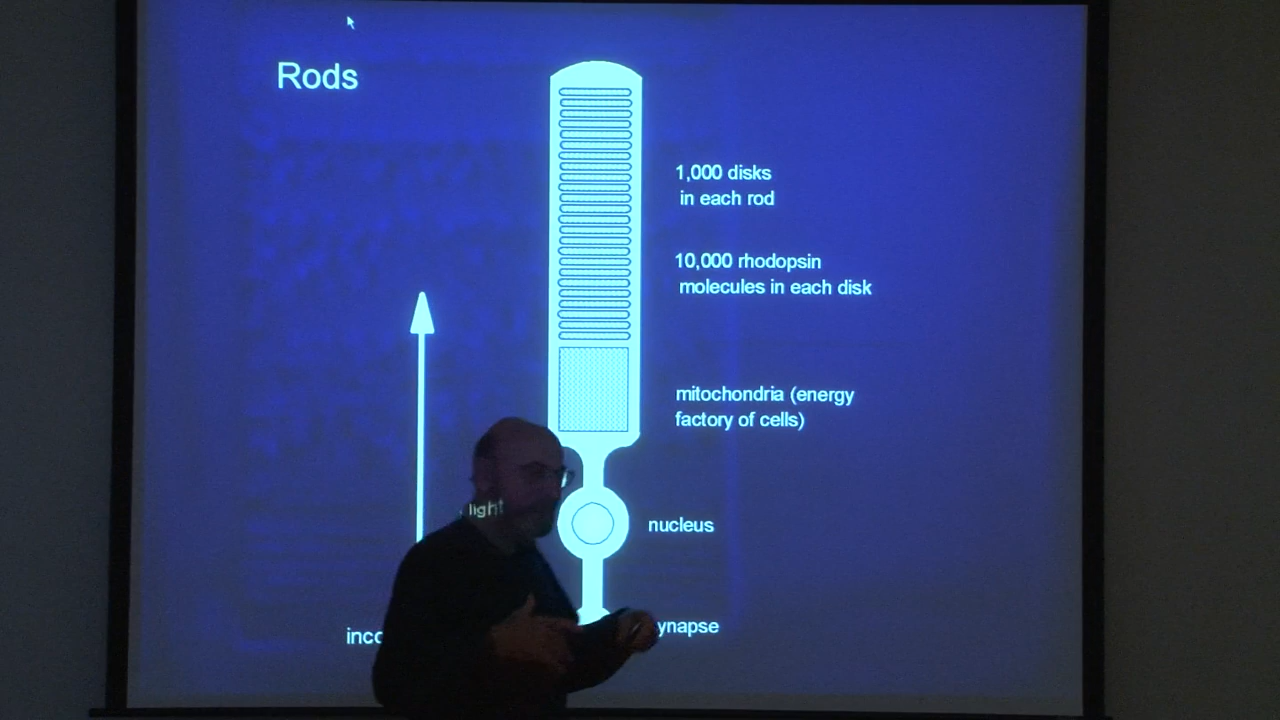 Rods
1,000 disks
in each rod
10,000 rhodopsin
molecules in each disk
mitochondria (energy
factory of cells)
light
nucleus